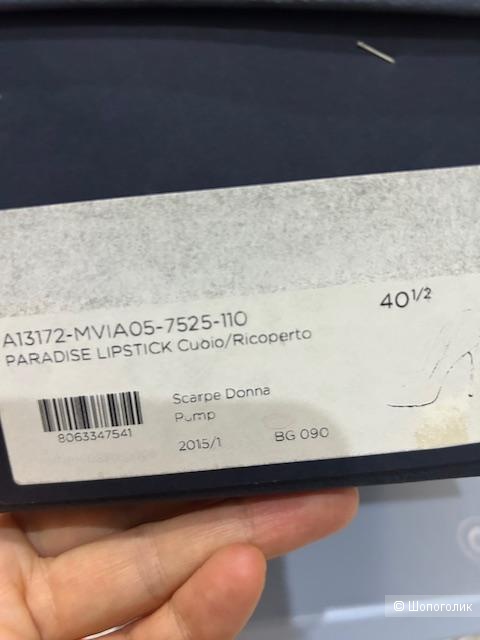 A13172-MVIA05-7525-110
40 1/2
PARADISE LIPSTICK Cuoio/Ricoperto
Scarpe Donna
Pump
8063347541
2015/1 BG 090
© Шопоголик